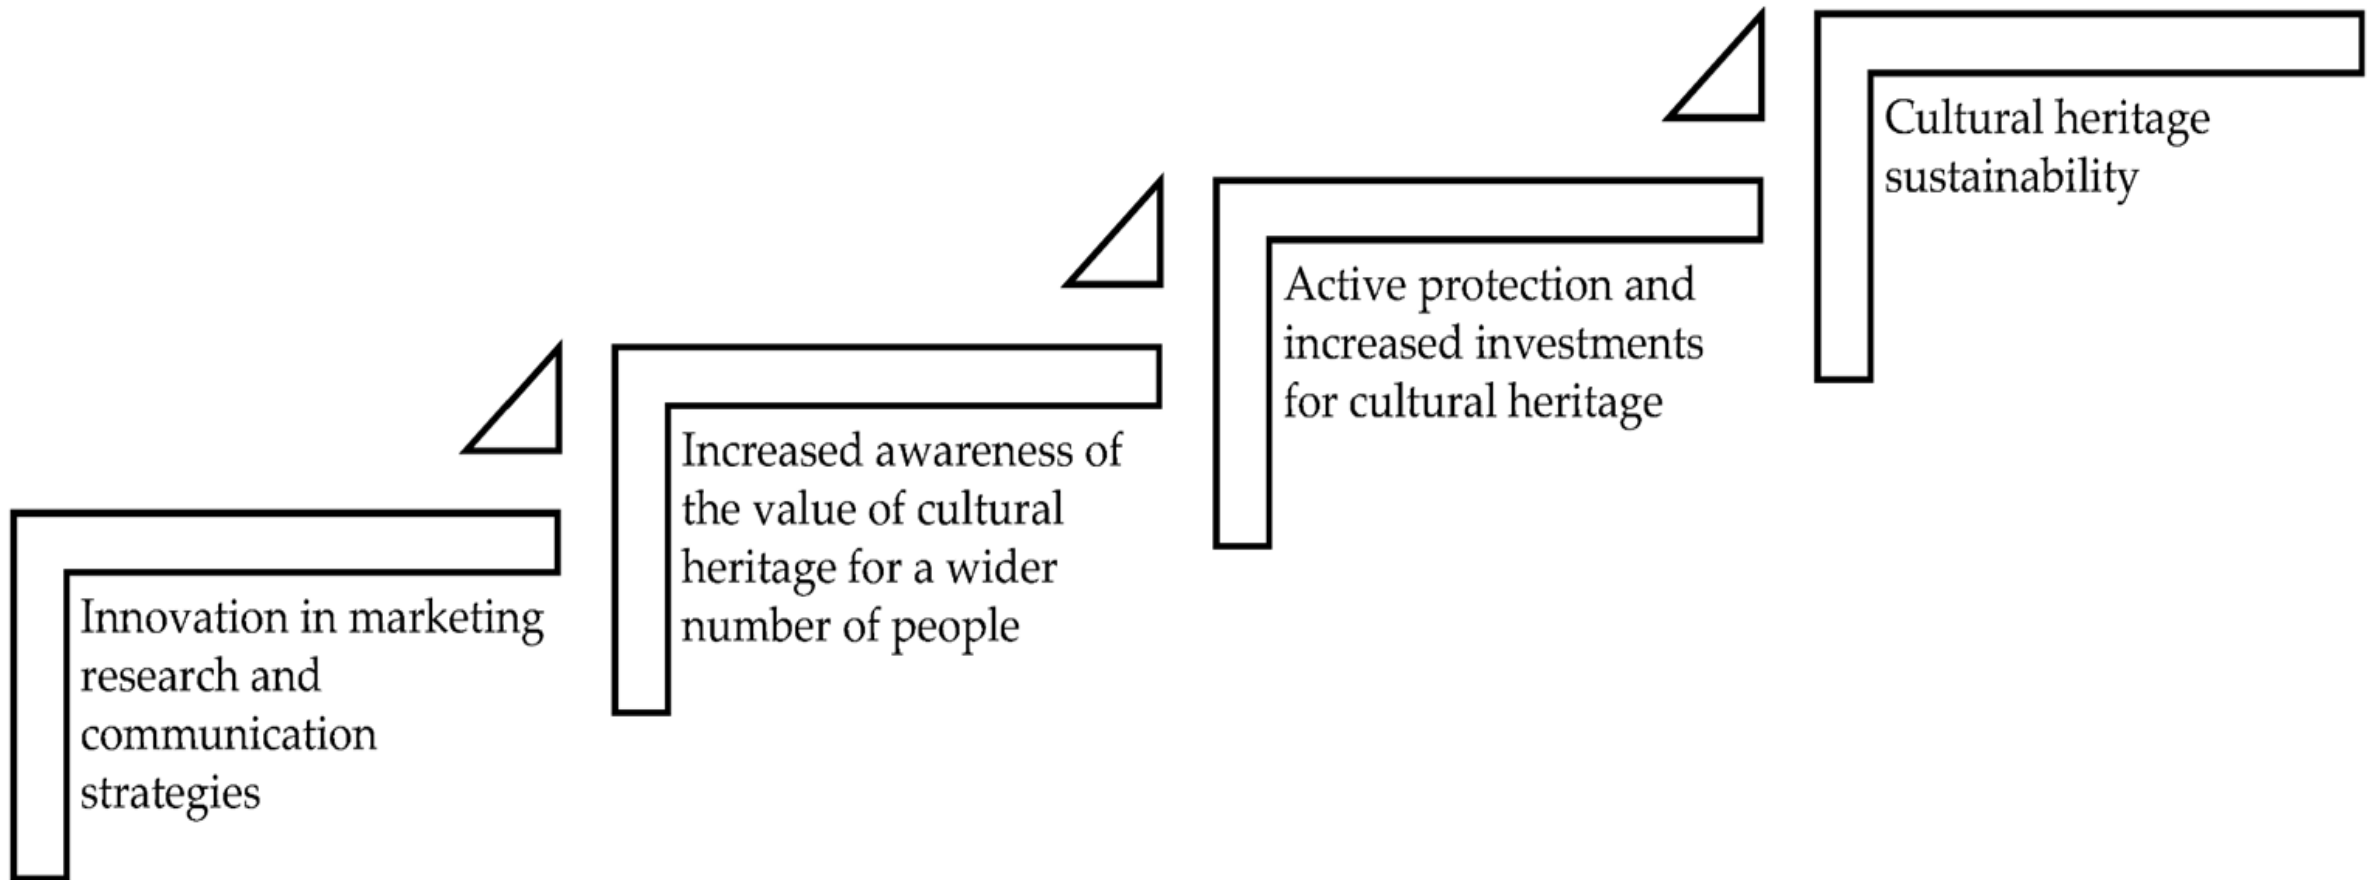 Innovation in marketing
research and
communication
strategies
Increased awareness of
the value of cultural
heritage for a wider
number of people
Active protection and
increased investments
for cultural heritage
Cultural heritage
sustainability